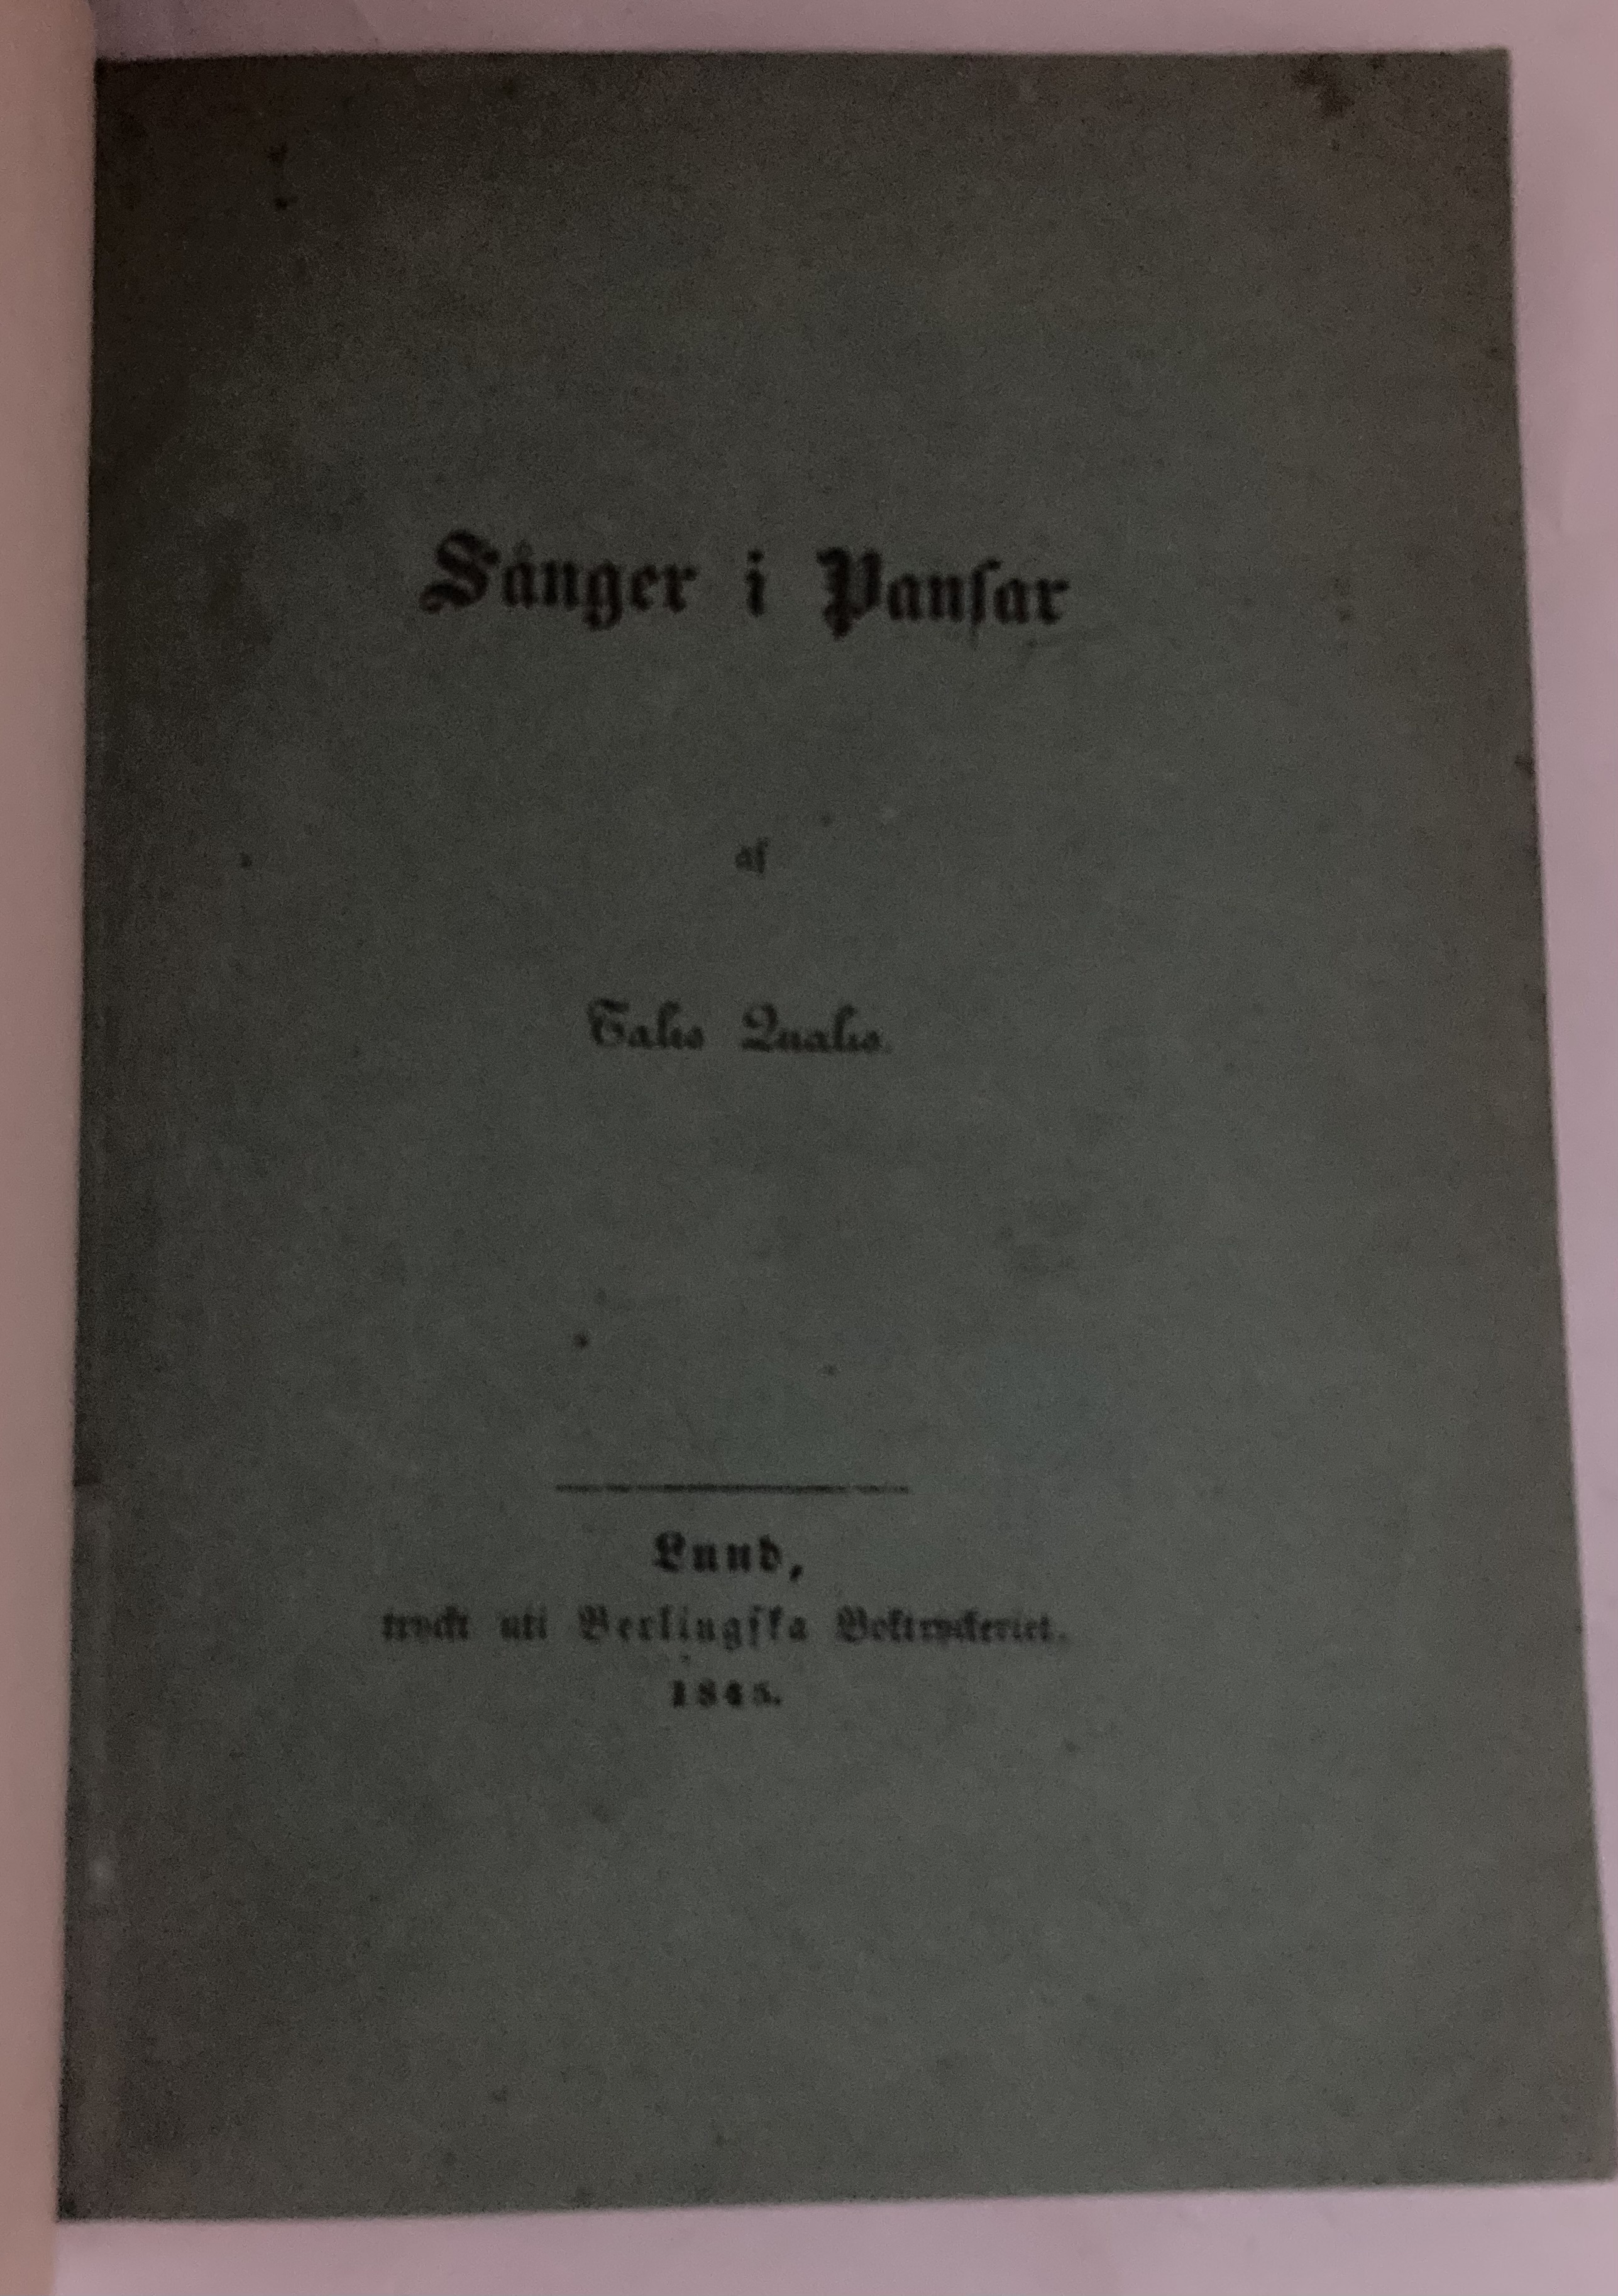 Sånger i Pansar
af
Talis Qualis.
Lund,
tryckt uti Berlingska Boktryckeriet.
1845.